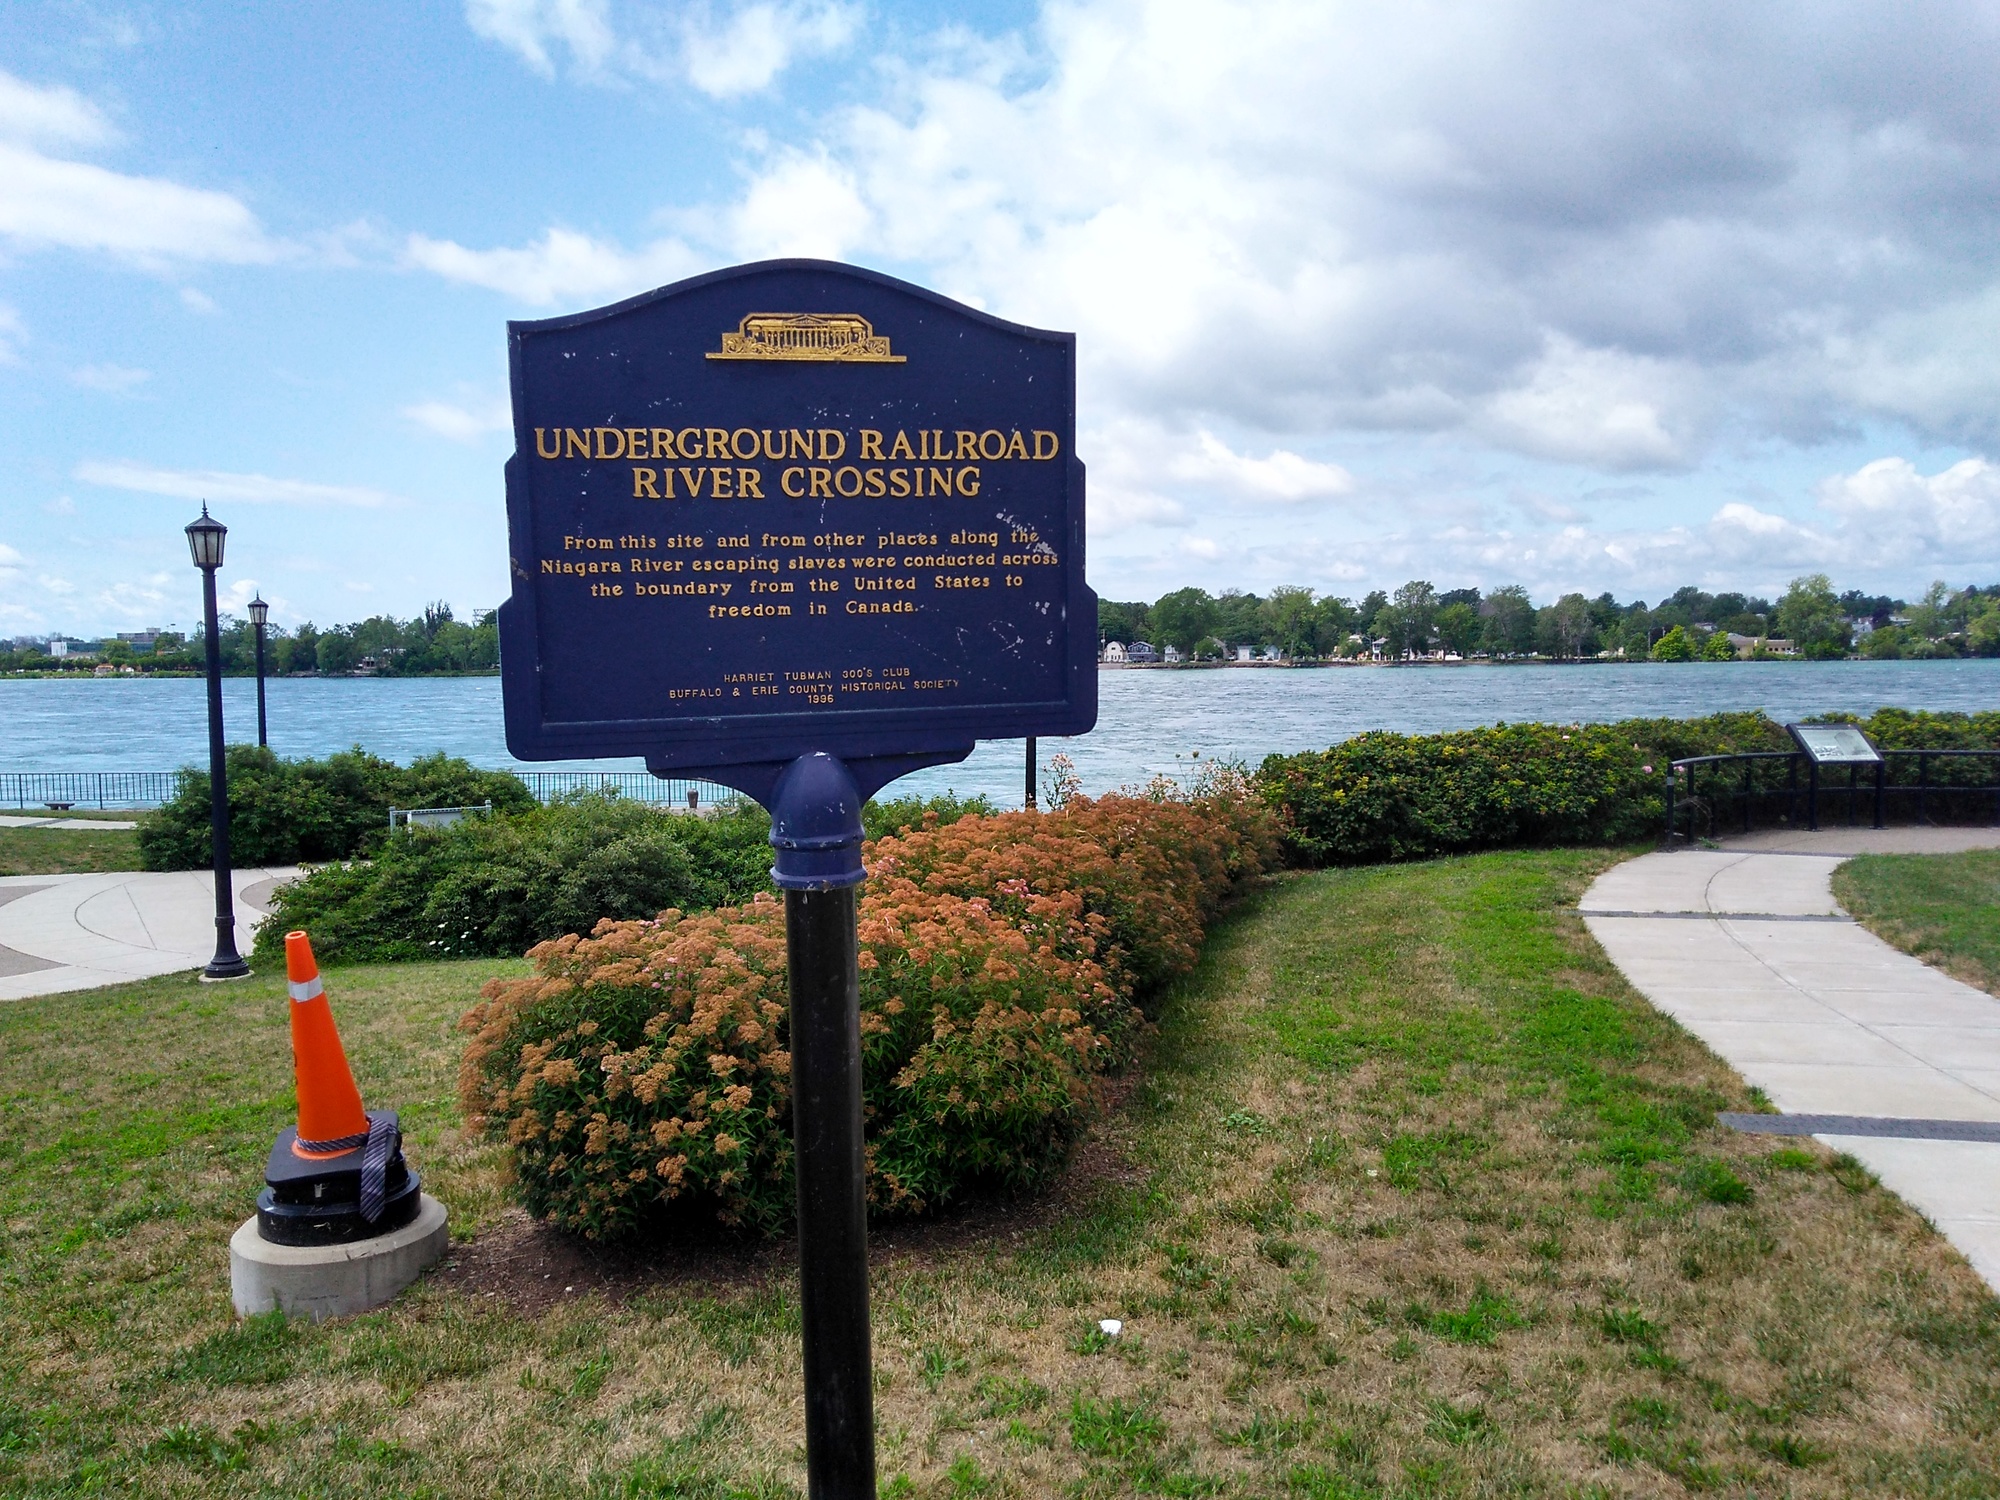 UNDERGROUND RAILROAD
RIVER CROSSING
From this site and from other places along the
Niagara River escaping slaves were conducted across
the boundary from the United States to
freedom in Canada.
HARRIET TUBMAN 300'S CLUB
BUFFALO & ERIE COUNTY HISTORICAL SOCIETY
1996